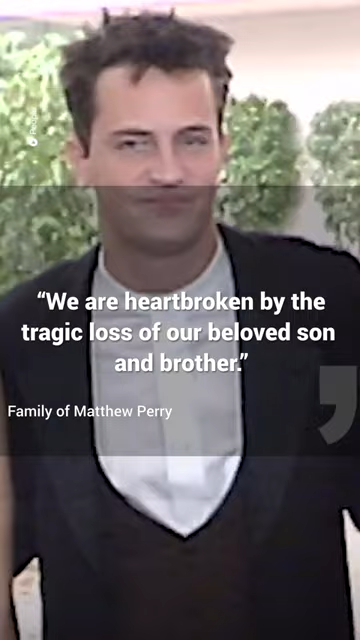 “We are heartbroken by the
tragic loss of our beloved son
and brother.”
Family of Matthew Perry